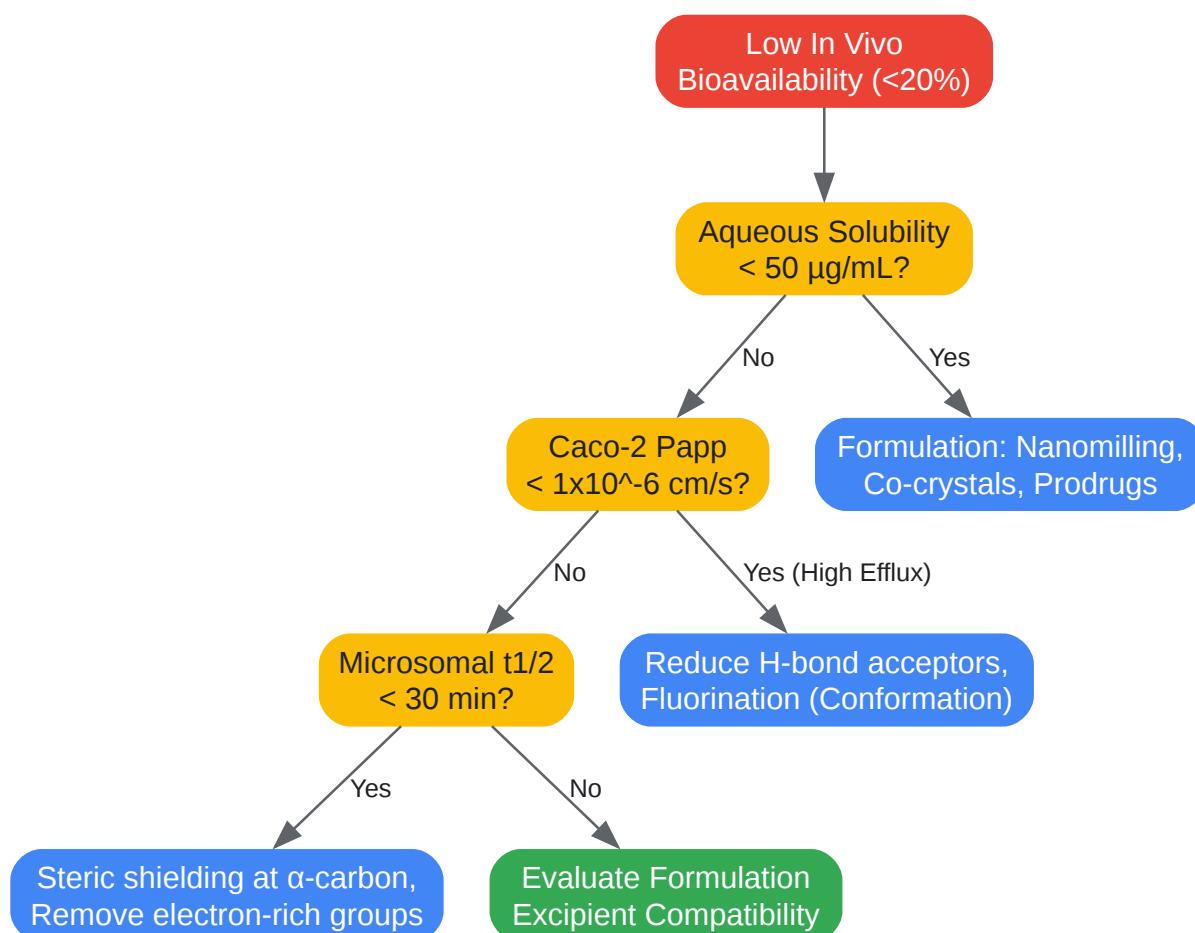 Low In Vivo
Bioavailability (<20%)
Aqueous Solubility
< 50 µg/mL?
No
Yes
Caco-2 Papp
< 1x10^-6 cm/s?
Formulation: Nanomilling,
Co-crystals, Prodrugs
No
Yes (High Efflux)
Microsomal t1/2
< 30 min?
Reduce H-bond acceptors,
Fluorination (Conformation)
Yes
No
Steric shielding at α-carbon,
Remove electron-rich groups
Evaluate Formulation
Excipient Compatibility